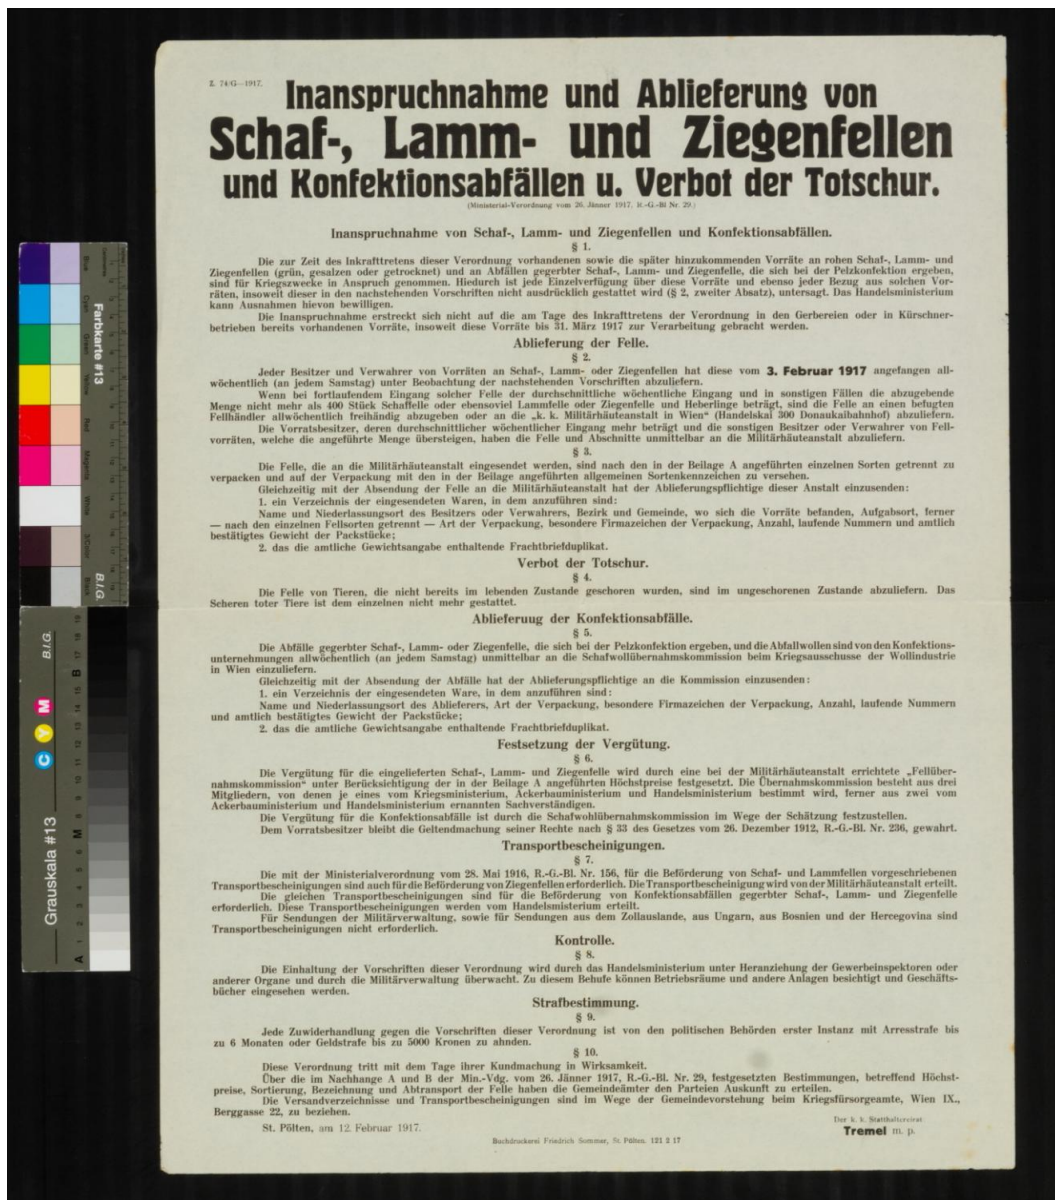 Z. 74/G—1917.
Inanspruchnahme und Ablieferung von
Schaf-, Lamm- und Ziegenfellen
und Konfektionsabfällen u. Verbot der Totschur.
(Ministerial-Verordnung vom 26. Jänner 1917, R.-G.-Bl Nr. 29.)
Inanspruchnahme von Schaf-, Lamm- und Ziegenfellen und Konfektionsabfällen.
§ 1.
Die zur Zeit des Inkrafttretens dieser Verordnung vorhandenen sowie die später hinzukommenden Vorräte an rohen Schaf-, Lamm- und
Ziegenfellen (grün, gesalzen oder getrocknet) und an Abfällen gegerbter Schaf-, Lamm- und Ziegenfelle, die sich bei der Pelzkonfektion ergeben,
sind für Kriegszwecke in Anspruch genommen. Hiedurch ist jede Einzelverfügung über diese Vorräte und ebenso jeder Bezug aus solchen Vor-
räten, insoweit dieser in den nachstehenden Vorschriften nicht ausdrücklich gestattet wird (§ 2, zweiter Absatz), untersagt. Das Handelsministerium
kann Ausnahmen hievon bewilligen.
Die Inanspruchnahme erstreckt sich nicht auf die am Tage des Inkrafttretens der Verordnung in den Gerbereien oder in Kürschner-
betrieben bereits vorhandenen Vorräte, insoweit diese Vorräte bis 31. März 1917 zur Verarbeitung gebracht werden.
Ablieferung der Felle.
§ 2.
Jeder Besitzer und Verwahrer von Vorräten an Schaf-, Lamm- oder Ziegenfellen hat diese vom 3. Februar 1917 angefangen all-
wöchentlich (an jedem Samstag) unter Beobachtung der nachstehenden Vorschriften abzuliefern.
Wenn bei fortlaufendem Eingang solcher Felle der durchschnittliche wöchentliche Eingang und in sonstigen Fällen die abzugebende
Menge nicht mehr als 400 Stück Schaffelle oder ebensoviel Lammfelle oder Ziegenfelle und Heberlinge beträgt, sind die Felle an einen befugten
Fellhändler allwöchentlich freihändig abzugeben oder an die „k. k. Militärhäuteanstalt in Wien“ (Handelskai 300 Donaukaibahnhof) abzuliefern.
Die Vorratsbesitzer, deren durchschnittlicher wöchentlicher Eingang mehr beträgt und die sonstigen Besitzer oder Verwahrer von Fell-
vorräten, welche die angeführte Menge übersteigen, haben die Felle und Abschnitte unmittelbar an die Militärhäuteanstalt abzuliefern.
§ 3.
Die Felle, die an die Militärhäuteanstalt eingesendet werden, sind nach den in der Beilage A angeführten einzelnen Sorten getrennt zu
verpacken und auf der Verpackung mit den in der Beilage angeführten allgemeinen Sortenkennzeichen zu versehen.
Gleichzeitig mit der Absendung der Felle an die Militärhäuteanstalt hat der Ablieferungspflichtige dieser Anstalt einzusenden:
1. ein Verzeichnis der eingesendeten Waren, in dem anzuführen sind:
Name und Niederlassungsort des Besitzers oder Verwahrers, Bezirk und Gemeinde, wo sich die Vorräte befanden, Aufgabsort, ferner
— nach den einzelnen Fellsorten getrennt — Art der Verpackung, besondere Firmazeichen der Verpackung, Anzahl, laufende Nummern und amtlich
bestätigtes Gewicht der Packstücke;
2. das die amtliche Gewichtsangabe enthaltende Frachtbriefduplikat.
Verbot der Totschur.
§ 4.
Die Felle von Tieren, die nicht bereits im lebenden Zustande geschoren wurden, sind im ungeschorenen Zustande abzuliefern. Das
Scheren toter Tiere ist dem einzelnen nicht mehr gestattet.
Ablieferuug der Konfektionsabfälle.
§ 5.
Die Abfälle gegerbter Schaf-, Lamm- oder Ziegenfelle, die sich bei der Pelzkonfektion ergeben, und die Abfallwollen sind von den Konfektions-
unternehmungen allwöchentlich (an jedem Samstag) unmittelbar an die Schafwollübernahmskommission beim Kriegsausschusse der Wollindustrie
in Wien einzuliefern.
Gleichzeitig mit der Absendung der Abfälle hat der Ablieferungspflichtige an die Kommission einzusenden:
1. ein Verzeichnis der eingesendeten Ware, in dem anzuführen sind:
Name und Niederlassungsort des Ablieferers, Art der Verpackung, besondere Firmazeichen der Verpackung, Anzahl, laufende Nummern
und amtlich bestätigtes Gewicht der Packstücke;
2. das die amtliche Gewichtsangabe enthaltende Frachtbriefduplikat.
Festsetzung der Vergütung.
§ 6.
Die Vergütung für die eingelieferten Schaf-, Lamm- und Ziegenfelle wird durch eine bei der Militärhäuteanstalt errichtete „Fellüber-
nahmskommission“ unter Berücksichtigung der in der Beilage A angeführten Höchstpreise festgesetzt. Die Übernahmskommission besteht aus drei
Mitgliedern, von denen je eines vom Kriegsministerium, Ackerbauministerium und Handelsministerium bestimmt wird, ferner aus zwei vom
Ackerbauministerium und Handelsministerium ernannten Sachverständigen.
Die Vergütung für die Konfektionsabfälle ist durch die Schafwohlübernahmskommission im Wege der Schätzung festzustellen.
Dem Vorratsbesitzer bleibt die Geltendmachung seiner Rechte nach § 33 des Gesetzes vom 26. Dezember 1912, R.-G.-Bl. Nr. 236, gewahrt.
Transportbescheinigungen.
§ 7.
Die mit der Ministerialverordnung vom 28. Mai 1916, R.-G.-Bl. Nr. 156, für die Beförderung von Schaf- und Lammfellen vorgeschriebenen
Transportbescheinigungen sind auch für die Beförderung von Ziegenfellen erforderlich. Die Transportbescheinigung wird von der Militärhäuteanstalt erteilt.
Die gleichen Transportbescheinigungen sind für die Beförderung von Konfektionsabfällen gegerbter Schaf-, Lamm- und Ziegenfelle
erforderlich. Diese Transportbescheinigungen werden vom Handelsmisterium erteilt.
Für Sendungen der Militärverwaltung, sowie für Sendungen aus dem Zollauslande, aus Ungarn, aus Bosnien und der Hercegovina sind
Transportbescheinigungen nicht erforderlich.
Kontrolle.
§ 8.
Die Einhaltung der Vorschriften dieser Verordnung wird durch das Handelsministerium unter Heranziehung der Gewerbeinspektoren oder
anderer Organe und durch die Militärverwaltung überwacht. Zu diesem Behufe können Betriebsräume und andere Anlagen besichtigt und Geschäfts-
bücher eingesehen werden.
Strafbestimmung.
§ 9.
Jede Zuwiderhandlung gegen die Vorschriften dieser Verordnung ist von den politischen Behörden erster Instanz mit Arresstrafe bis
zu 6 Monaten oder Geldstrafe bis zu 5000 Kronen zu ahnden.
§ 10.
Diese Verordnung tritt mit dem Tage ihrer Kundmachung in Wirksamkeit.
Über die im Nachhange A und B der Min.-Vdg. vom 26. Jänner 1917, R.-G.-Bl. Nr. 29, festgesetzten Bestimmungen, betreffend Höchst-
preise, Sortierung, Bezeichnung und Abtransport der Felle haben die Gemeindeämter den Parteien Auskunft zu erteilen.
Die Versandverzeichnisse und Transportbescheinigungen sind im Wege der Gemeindevorstehung beim Kriegsfürsorgeamte, Wien IX.,
Berggasse 22, zu beziehen.
St. Pölten, am 12. Februar 1917.
Der k. k. Statthaltereirat
Tremel m. p.
Buchdruckerei Friedrich Sommer, St. Pölten. 121 2 17
Farbkarte #13
B.I.G.
Blue
Cyan
Green
Yellow
Red
Magenta
White
3/Color
Black
Grauskala #13
B.I.G.
C Y M
A 1 2 3 4 5 6 M 8 9 10 11 12 13 14 15 B 17 18 19